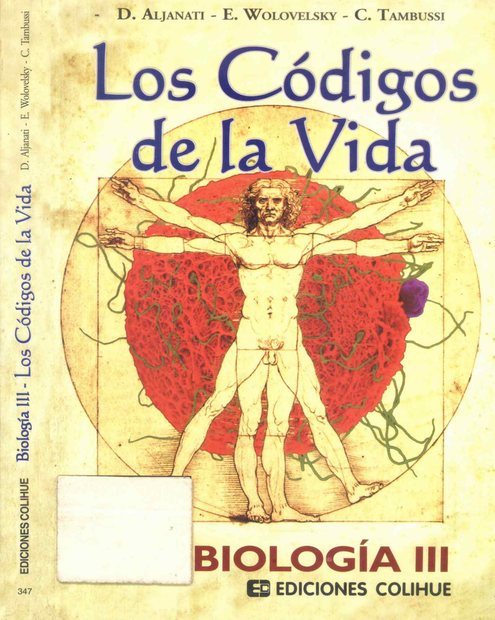 D. ALJANATI - E. WOLOVELSKY - C. TAMBUSSI
Los Códigos
de la Vida
BIOLOGÍA III
EDICIONES COLIHUE
D. Aljanati - E. Wolovelsky - C. Tambussi
Biología III - Los Códigos de la Vida
EDICIONES COLIHUE
347